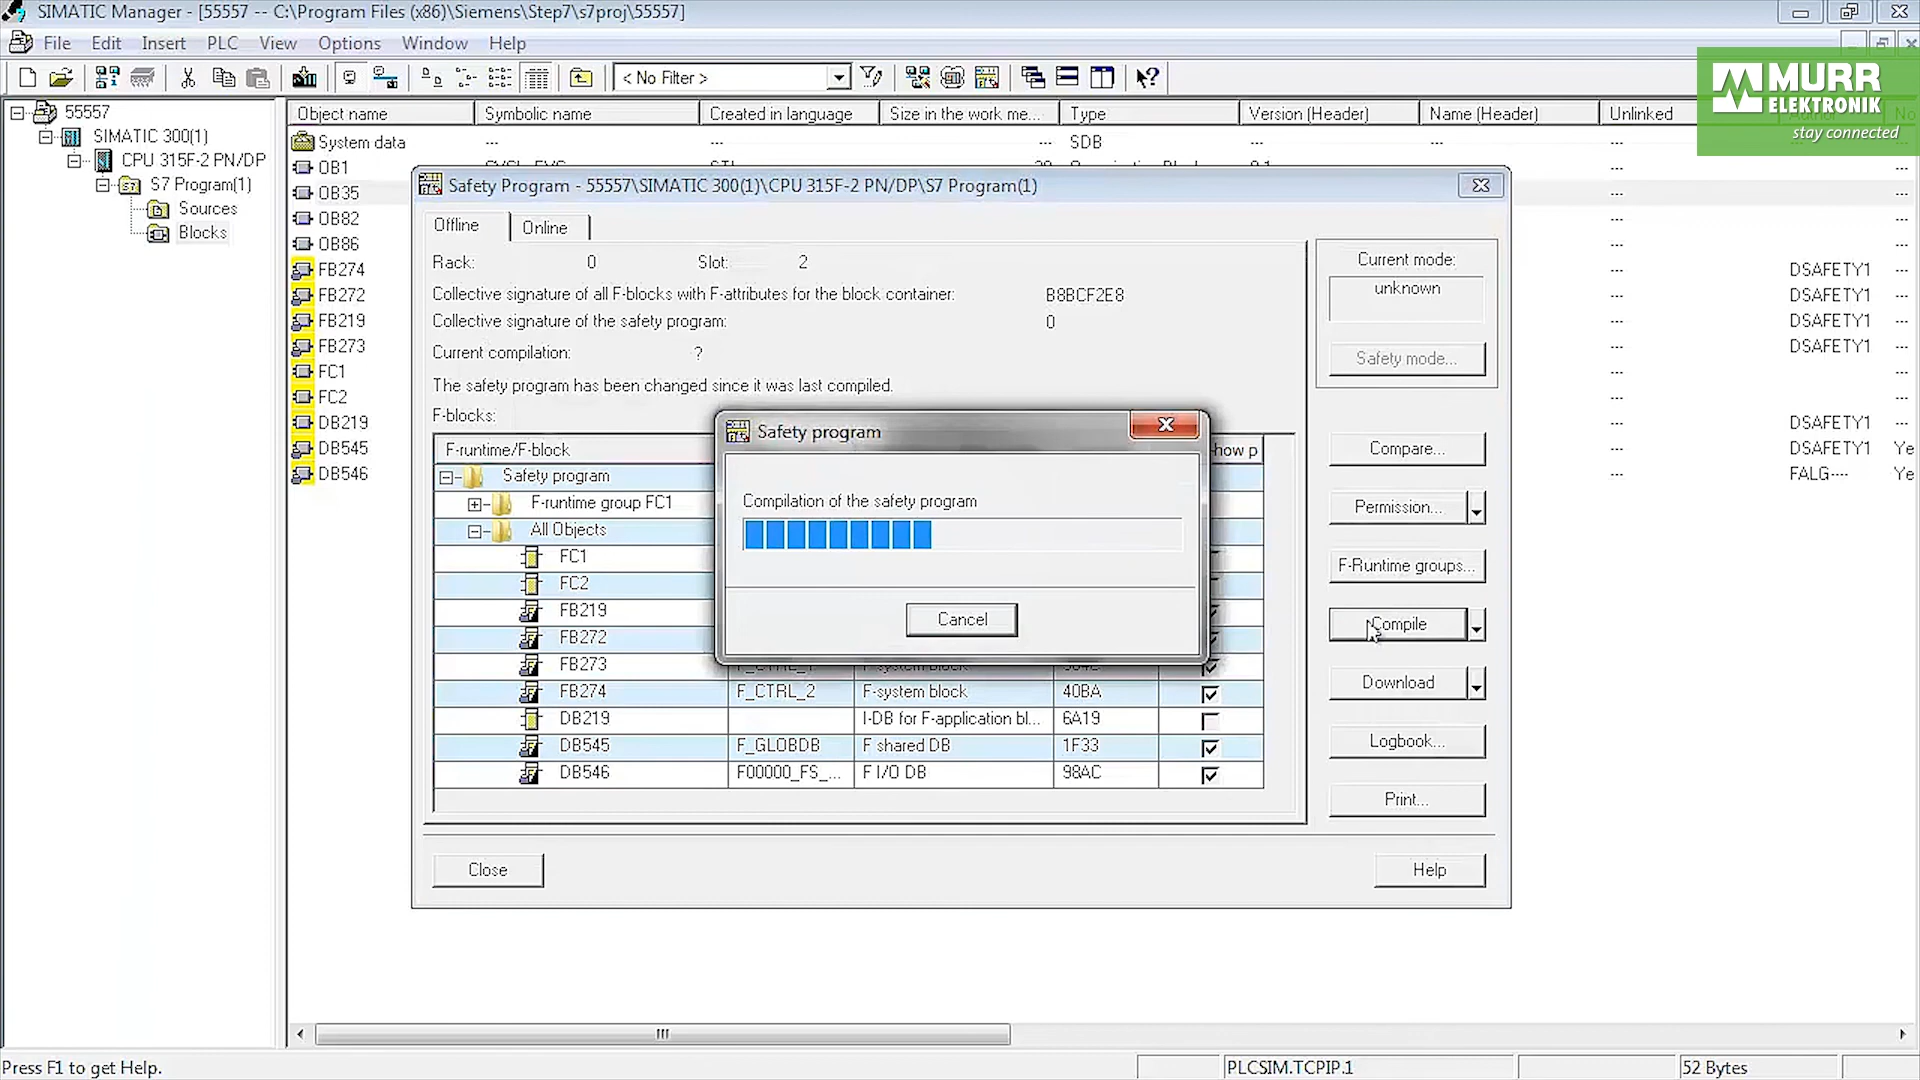 SIMATIC Manager - [55557 -- C:\Program Files (x86)\Siemens\Step7\s7proj\55557]
File Edit Insert PLC View Options Window Help
< No Filter >
MURR
ELEKTRONIK
stay connected
55557
SIMATIC 300(1)
CPU 315F-2 PN/DP
S7 Program(1)
Sources
Blocks
Object name Symbolic name Created in language Size in the work me... Type Version (Header) Name (Header) Unlinked
System data --- --- --- SDB --- --- --- ---
OB1
OB35 --- ---
OB82 --- ---
OB86 --- ---
FB274 --- DSAFETY1 ---
FB272 --- DSAFETY1 ---
FB219 --- DSAFETY1 ---
FB273 --- DSAFETY1 ---
FC1 --- ---
FC2 --- ---
DB219 --- DSAFETY1 ---
DB545 --- DSAFETY1 Ye
DB546 --- FALG---- Ye
Safety Program - 55557\SIMATIC 300(1)\CPU 315F-2 PN/DP\S7 Program(1)
Offline Online
Rack: 0 Slot: 2
Collective signature of all F-blocks with F-attributes for the block container: B8BCF2E8
Collective signature of the safety program: 0
Current compilation: ?
The safety program has been changed since it was last compiled.
F-blocks:
F-runtime/F-block how p
Safety program
F-runtime group FC1
All Objects
FC1
FC2
FB219
FB272
FB273
FB274 F_CTRL_2 F-system block 40BA
DB219 I-DB for F-application bl... 6A19
DB545 F_GLOBDB F shared DB 1F33
DB546 F00000_FS_... F I/O DB 98AC
Current mode:
unknown
Safety mode...
Compare...
Permission...
F-Runtime groups...
Compile
Download
Logbook...
Print...
Close
Help
Safety program
Compilation of the safety program
Cancel
Press F1 to get Help.
PLCSIM.TCPIP.1
52 Bytes